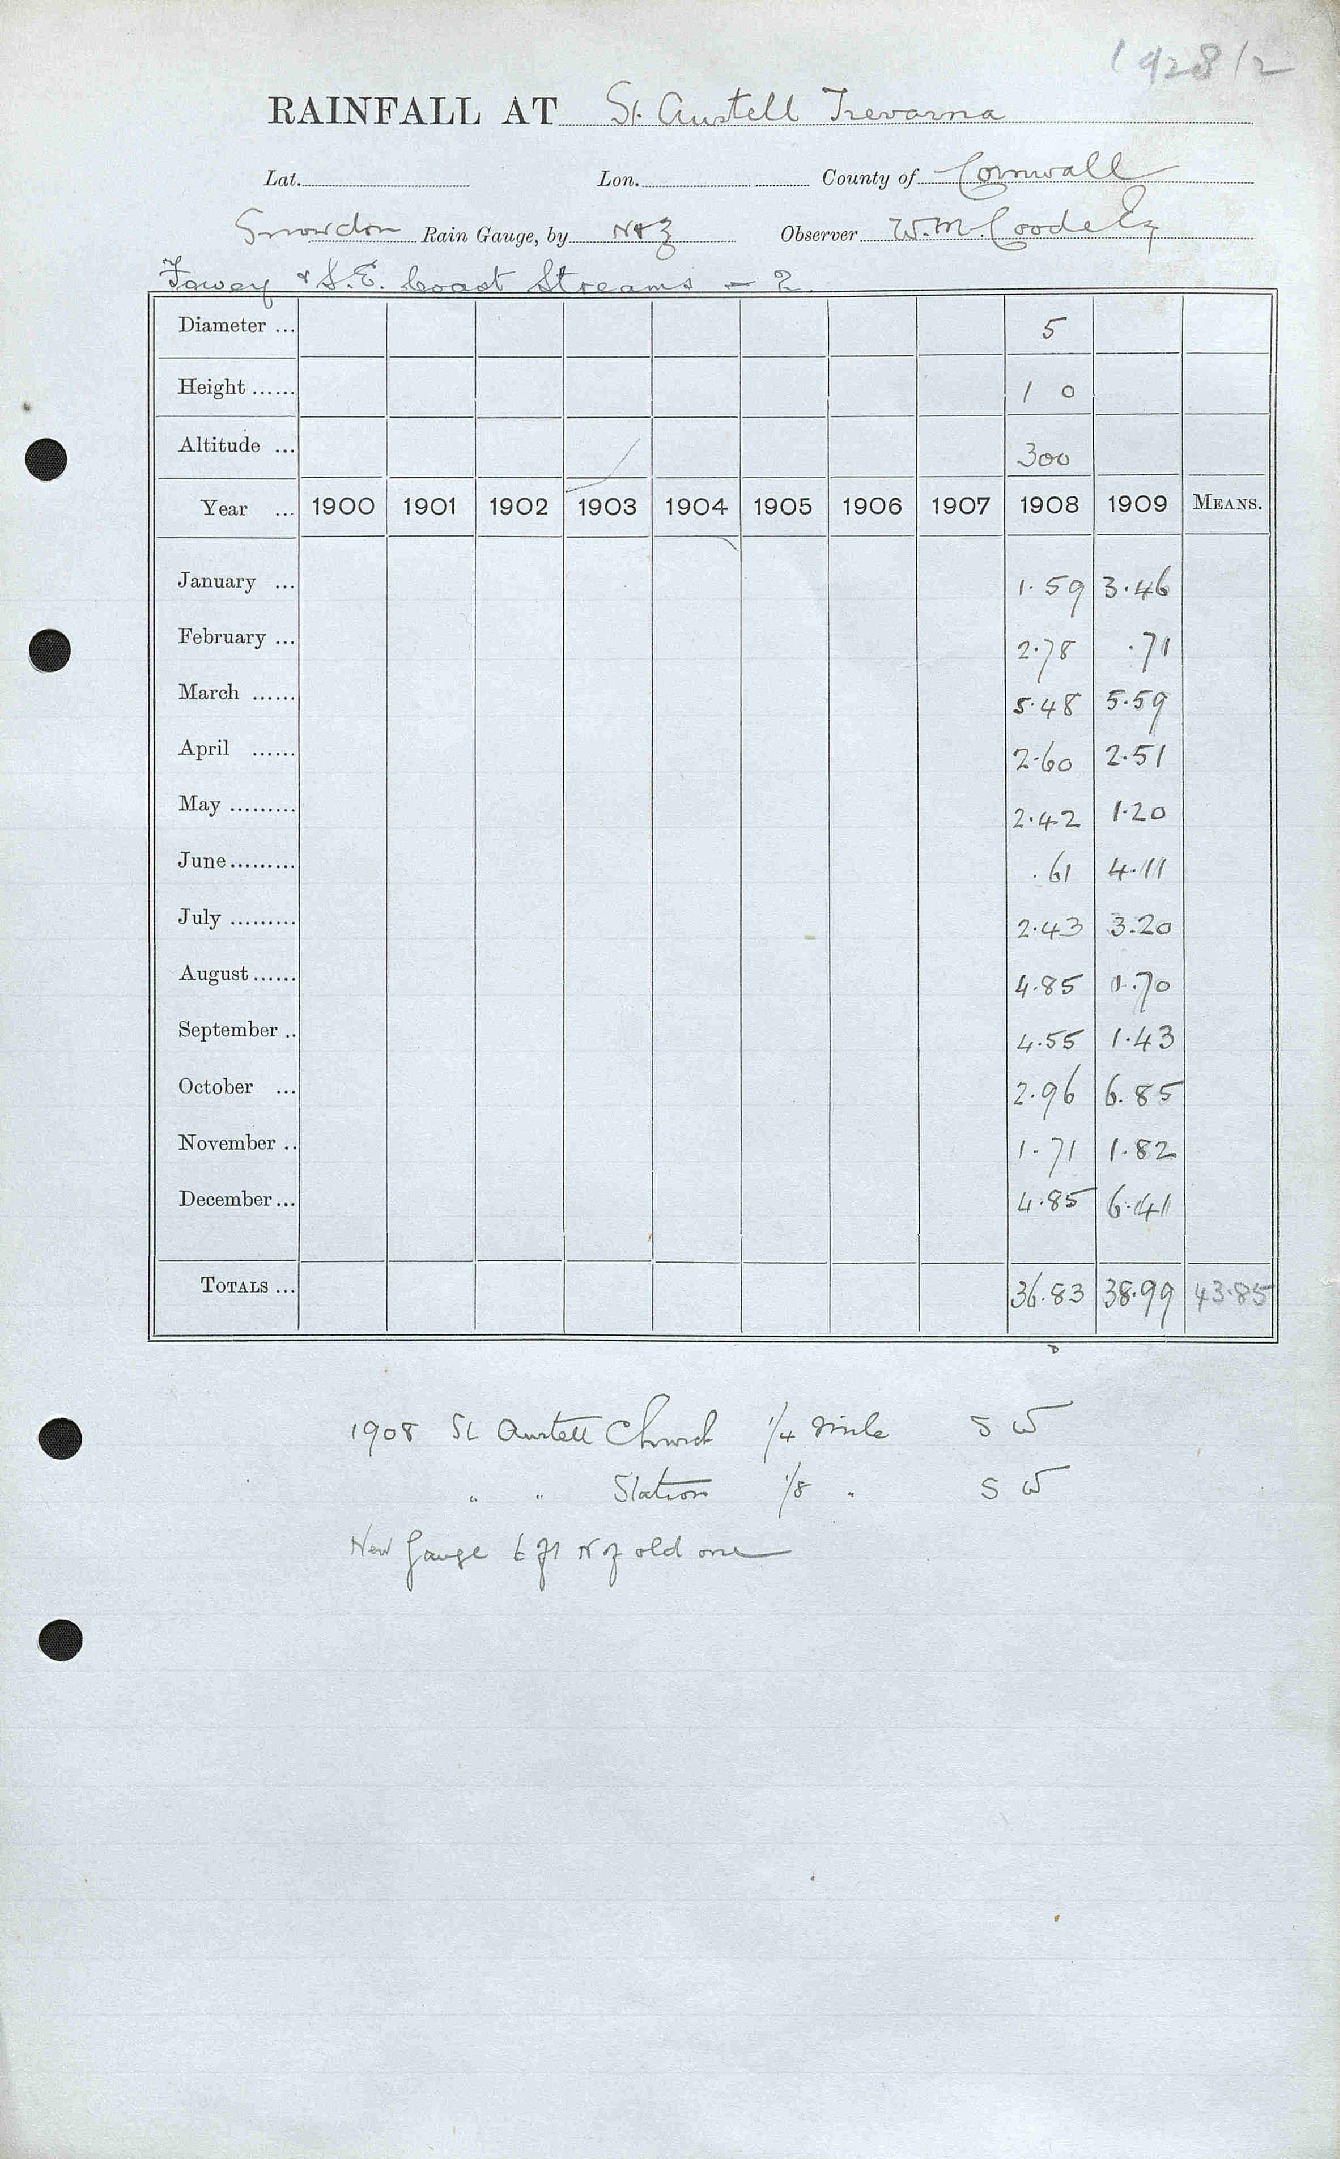 1928/2
RAINFALL AT St. Austell Trevarna
Lat. Lon. County of Cornwall
Snowdon Rain Gauge, by N & Z Observer W. M. Coode Esq
Fowey & S.E. Coast Streams - 2.
Diameter ... 5
Height ...... 1 0
Altitude ... 300
Year ... 1900 1901 1902 1903 1904 1905 1906 1907 1908 1909 MEANS.
January ... 1.59 3.46
February ... 2.78 .71
March ...... 5.48 5.59
April ...... 2.60 2.51
May ......... 2.42 1.20
June ......... .61 4.11
July ......... 2.43 3.20
August ...... 4.85 1.70
September .. 4.55 1.43
October ... 2.96 6.85
November .. 1.71 1.82
December ... 4.85 6.41
TOTALS ... 36.83 38.99 43.85
1908 St Austell Church 1/4 mile S W
" " Station 1/8 " S W
New Gauge ft N of old one